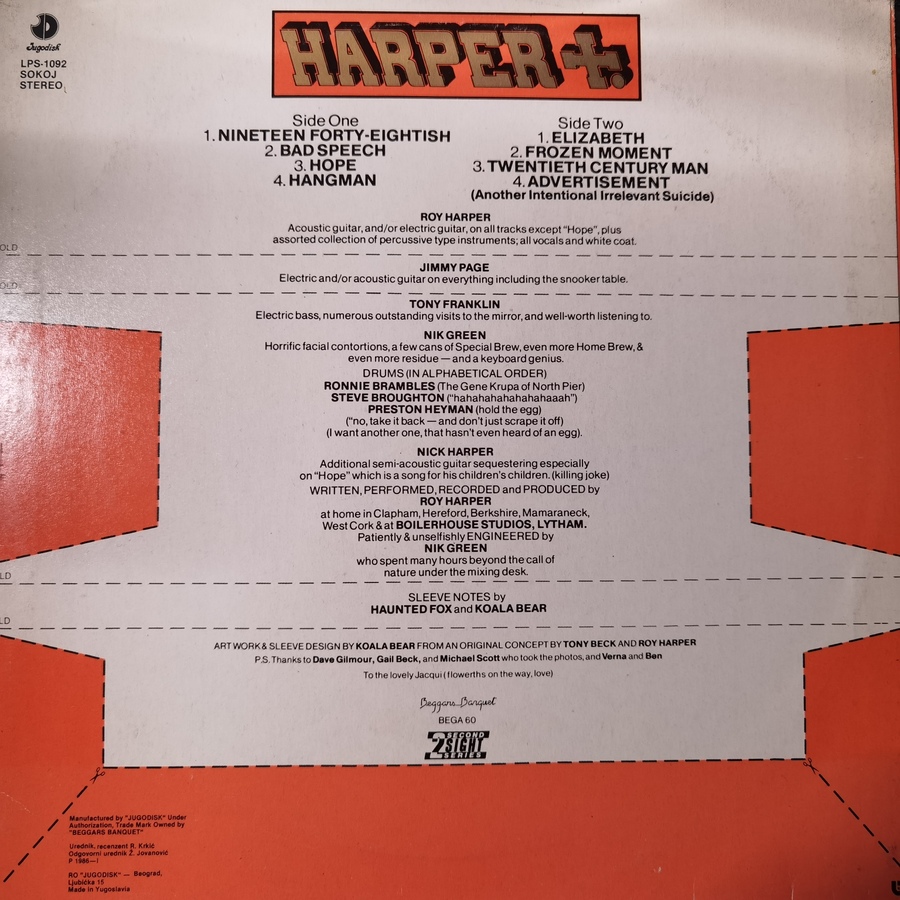 Jugodisk
LPS-1092
SOKOJ
STEREO
HARPER +.
Side One
1. NINETEEN FORTY-EIGHTISH
2. BAD SPEECH
3. HOPE
4. HANGMAN
Side Two
1. ELIZABETH
2. FROZEN MOMENT
3. TWENTIETH CENTURY MAN
4. ADVERTISEMENT
(Another Intentional Irrelevant Suicide)
ROY HARPER
Acoustic guitar, and/or electric guitar, on all tracks except “Hope”, plus
assorted collection of percussive type instruments; all vocals and white coat.
OLD
JIMMY PAGE
Electric and/or acoustic guitar on everything including the snooker table.
OLD
TONY FRANKLIN
Electric bass, numerous outstanding visits to the mirror, and well-worth listening to.
NIK GREEN
Horrific facial contortions, a few cans of Special Brew, even more Home Brew, &
even more residue — and a keyboard genius.
DRUMS (IN ALPHABETICAL ORDER)
RONNIE BRAMBLES (The Gene Krupa of North Pier)
STEVE BROUGHTON (“hahahahahahahaaah”)
PRESTON HEYMAN (hold the egg)
(“no, take it back — and don’t just scrape it off)
(I want another one, that hasn’t even heard of an egg).
NICK HARPER
Additional semi-acoustic guitar sequestering especially
on “Hope” which is a song for his children’s children. (killing joke)
WRITTEN, PERFORMED, RECORDED and PRODUCED by
ROY HARPER
at home in Clapham, Hereford, Berkshire, Mamaraneck,
West Cork & at BOILERHOUSE STUDIOS, LYTHAM.
Patiently & unselfishly ENGINEERED by
NIK GREEN
who spent many hours beyond the call of
nature under the mixing desk.
LD
SLEEVE NOTES by
HAUNTED FOX and KOALA BEAR
LD
ART WORK & SLEEVE DESIGN BY KOALA BEAR FROM AN ORIGINAL CONCEPT BY TONY BECK AND ROY HARPER
P.S. Thanks to Dave Gilmour, Gail Beck, and Michael Scott who took the photos, and Verna and Ben
To the lovely Jacqui (flowerths on the way, love)
Beggars Banquet
BEGA 60
2 SECOND
SIGHT
SERIES
Manufactured by "JUGODISK" Under
Authorization, Trade Mark Owned by
"BEGGARS BANQUET"
Urednik, recenzent R. Krkić
Odgovorni urednik Ž. Jovanović
P 1986—I
RO "JUGODISK" — Beograd,
Ljubićka 15
Made in Yugoslavia